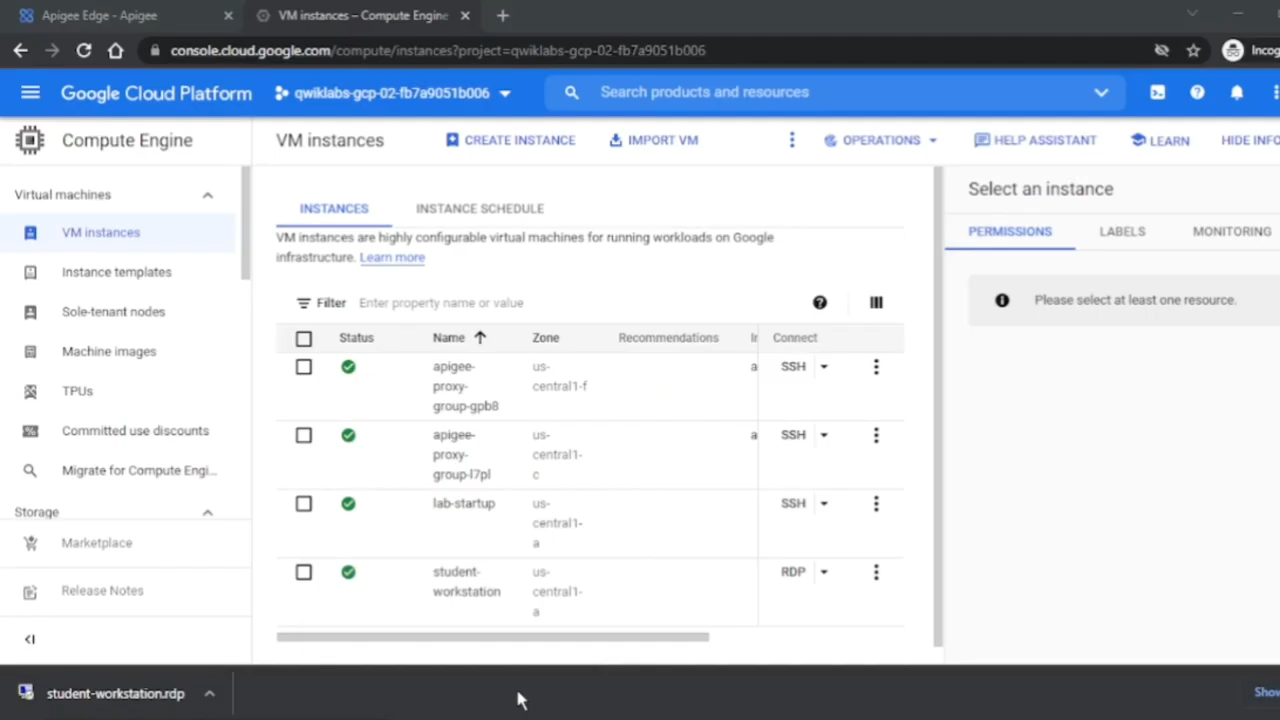 Apigee Edge - Apigee
VM instances – Compute Engine
console.cloud.google.com/compute/instances?project=qwiklabs-gcp-02-fb7a9051b006
Google Cloud Platform
qwiklabs-gcp-02-fb7a9051b006
Search products and resources
Compute Engine
VM instances
CREATE INSTANCE
IMPORT VM
OPERATIONS
HELP ASSISTANT
LEARN
HIDE INFO
Virtual machines
VM instances
Instance templates
Sole-tenant nodes
Machine images
TPUs
Committed use discounts
Migrate for Compute Engi...
Storage
Marketplace
Release Notes
INSTANCES
INSTANCE SCHEDULE
VM instances are highly configurable virtual machines for running workloads on Google
infrastructure. Learn more
Filter
Enter property name or value
Status
Name
Zone
Recommendations
Connect
apigee-
proxy-
group-gpb8
us-
central1-f
a
SSH
apigee-
proxy-
group-l7pl
us-
central1-
c
a
SSH
lab-startup
us-
central1-
a
SSH
student-
workstation
us-
central1-
a
RDP
Select an instance
PERMISSIONS
LABELS
MONITORING
Please select at least one resource.
student-workstation.rdp